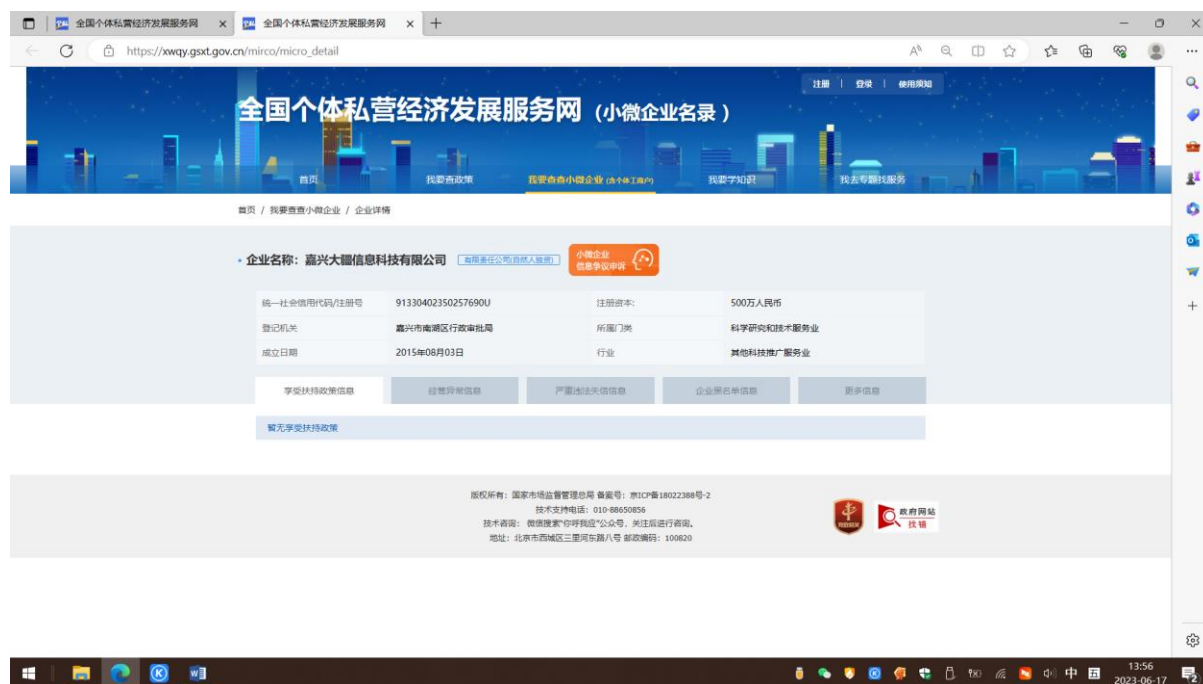 全国个体私营经济发展服务网
全国个体私营经济发展服务网
https://xwqy.gsxt.gov.cn/mirco/micro_detail
注册 | 登录 | 使用须知
全国个体私营经济发展服务网 (小微企业名录)
首页 我要查政策 我要查查小微企业 (含个体工商户) 我要学知识 我去专题找服务
首页 / 我要查查小微企业 / 企业详情
企业名称：嘉兴大疆信息科技有限公司 有限责任公司(自然人独资) 小微企业
信息争议申诉
统一社会信用代码/注册号 91330402350257690U 注册资本: 500万人民币
登记机关 嘉兴市南湖区行政审批局 所属门类 科学研究和技术服务业
成立日期 2015年08月03日 行业 其他科技推广服务业
享受扶持政策信息 经营异常信息 严重违法失信信息 企业黑名单信息 更多信息
暂无享受扶持政策
版权所有：国家市场监督管理总局 备案号：京ICP备18022388号-2
技术支持电话：010-88650856
技术咨询：微信搜索“你呼我应”公众号，关注后进行咨询。
地址：北京市西城区三里河东路八号 邮政编码：100820
政府网站
找错
中
13:56
2023-06-17